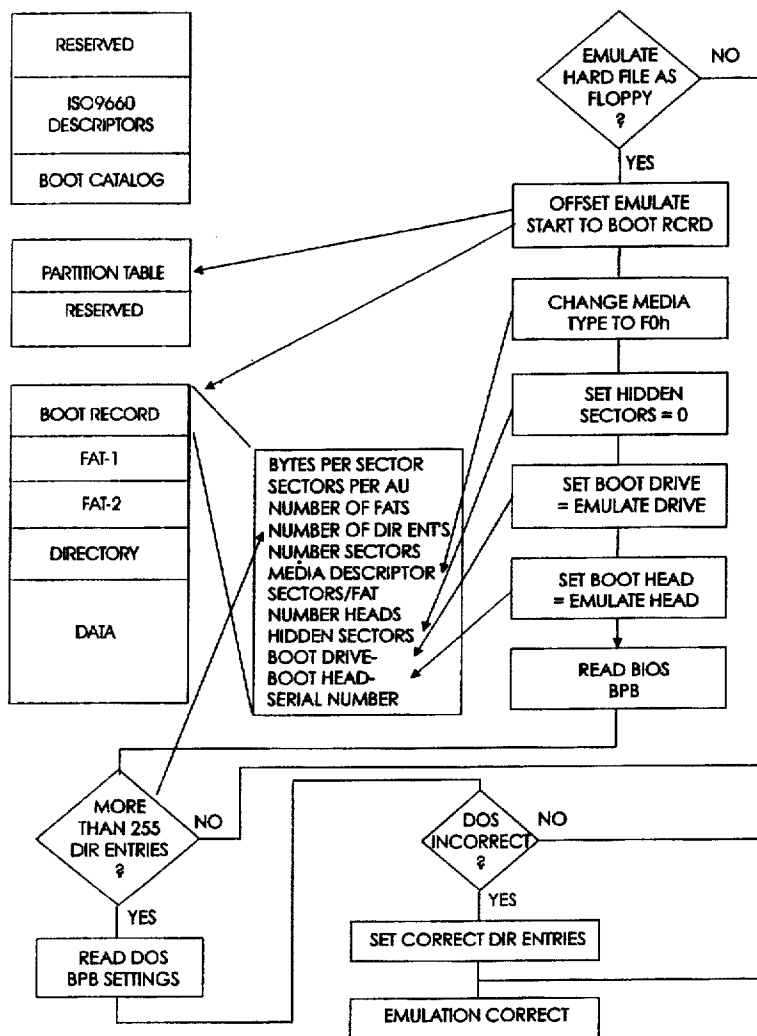 RESERVED
ISO9660
DESCRIPTORS
BOOT CATALOG
PARTITION TABLE
RESERVED
BOOT RECORD
FAT-1
FAT-2
DIRECTORY
DATA
BYTES PER SECTOR
SECTORS PER AU
NUMBER OF FATS
NUMBER OF DIR ENT'S
NUMBER SECTORS
MEDIA DESCRIPTOR
SECTORS/FAT
NUMBER HEADS
HIDDEN SECTORS
BOOT DRIVE-
BOOT HEAD-
SERIAL NUMBER
EMULATE
HARD FILE AS
FLOPPY
?
NO
YES
OFFSET EMULATE
START TO BOOT RCRD
CHANGE MEDIA
TYPE TO F0h
SET HIDDEN
SECTORS = 0
SET BOOT DRIVE
= EMULATE DRIVE
SET BOOT HEAD
= EMULATE HEAD
READ BIOS
BPB
MORE
THAN 255
DIR ENTRIES
?
NO
YES
READ DOS
BPB SETTINGS
DOS
INCORRECT
?
NO
YES
SET CORRECT DIR ENTRIES
EMULATION CORRECT